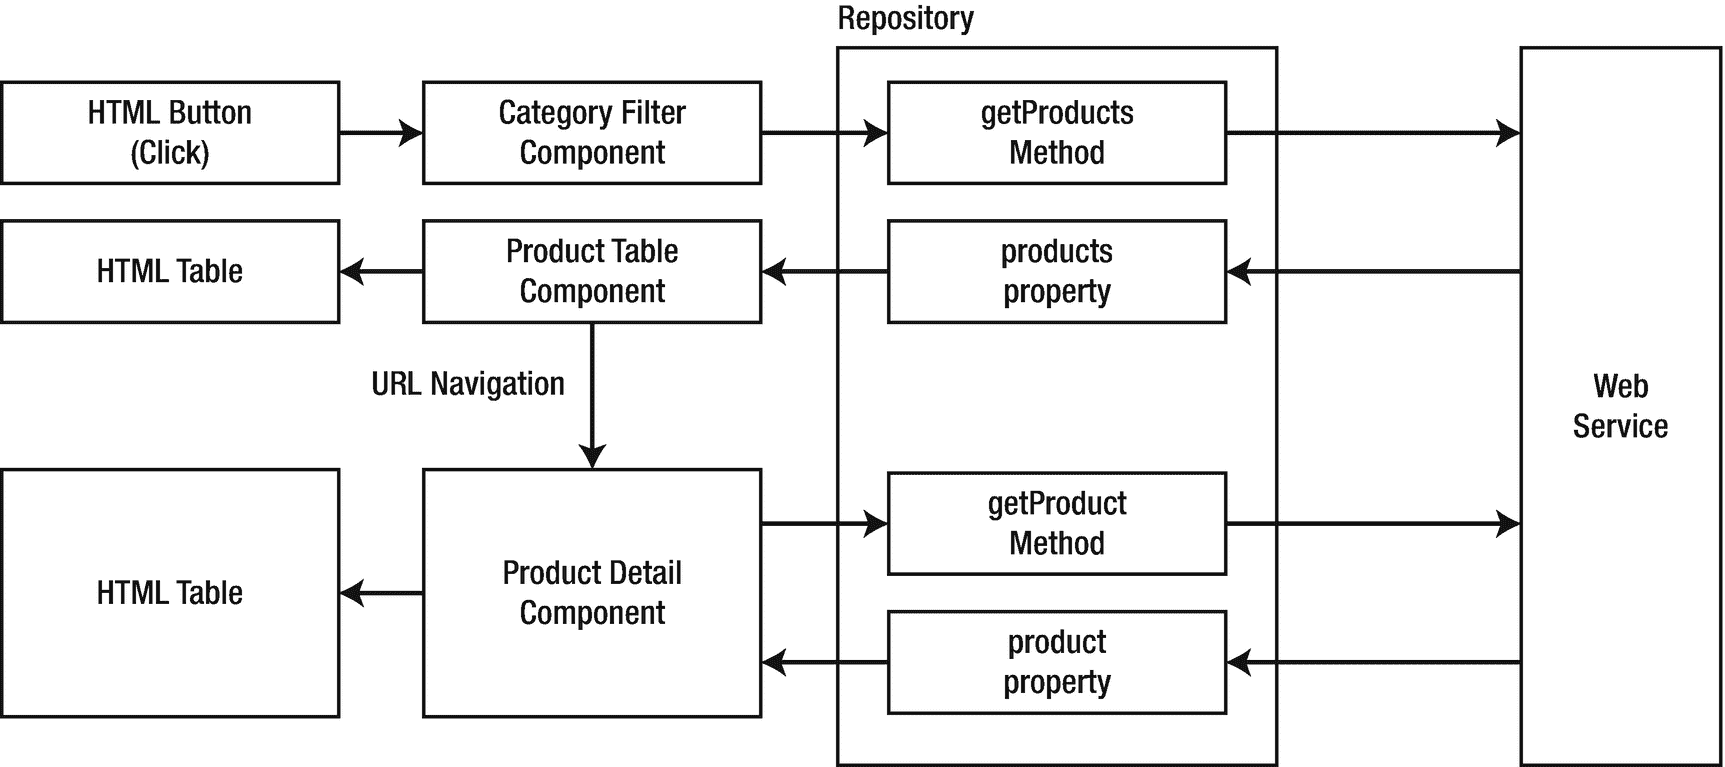 Repository
HTML Button
(Click)
Category Filter
Component
getProducts
Method
HTML Table
Product Table
Component
products
property
URL Navigation
Web
Service
HTML Table
Product Detail
Component
getProduct
Method
product
property